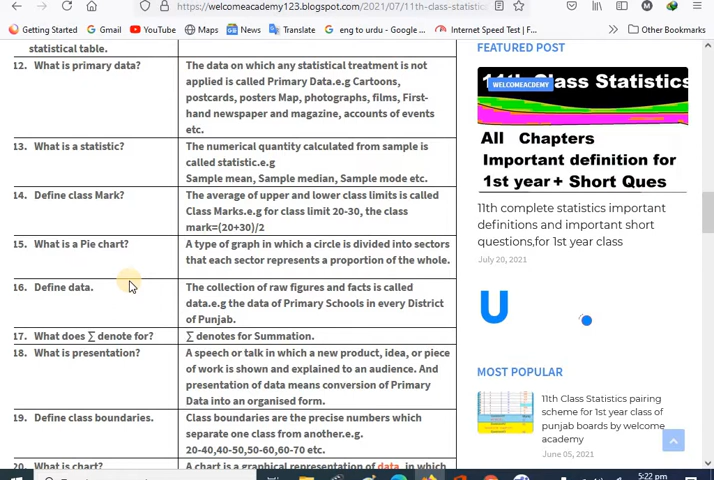 https://welcomeacademy123.blogspot.com/2021/07/11th-class-statistics
Getting Started
Gmail
YouTube
Maps
News
Translate
eng to urdu - Google...
Internet Speed Test | F...
Other Bookmarks
statistical table.
12. What is primary data?
The data on which any statistical treatment is not
applied is called Primary Data.e.g Cartoons,
postcards, posters Map, photographs, films, First-
hand newspaper and magazine, accounts of events
etc.
13. What is a statistic?
The numerical quantity calculated from sample is
called statistic.e.g
Sample mean, Sample median, Sample mode etc.
14. Define class Mark?
The average of upper and lower class limits is called
Class Marks.e.g for class limit 20-30, the class
mark=(20+30)/2
15. What is a Pie chart?
A type of graph in which a circle is divided into sectors
that each sector represents a proportion of the whole.
16. Define data.
The collection of raw figures and facts is called
data.e.g the data of Primary Schools in every District
of Punjab.
17. What does ∑ denote for?
∑ denotes for Summation.
18. What is presentation?
A speech or talk in which a new product, idea, or piece
of work is shown and explained to an audience. And
presentation of data means conversion of Primary
Data into an organised form.
19. Define class boundaries.
Class boundaries are the precise numbers which
separate one class from another.e.g.
20-40,40-50,50-60,60-70 etc.
20. What is chart?
A chart is a graphical representation of data, in which
FEATURED POST
11th Class Statistics
WELCOMEACDEMY
All Chapters
Important definition for
1st year + Short Ques
11th complete statistics important
definitions and important short
questions,for 1st year class
July 20, 2021
U
MOST POPULAR
11th Class Statistics pairing
scheme for 1st year class of
punjab boards by welcome
academy
June 05, 2021
5:22 pm